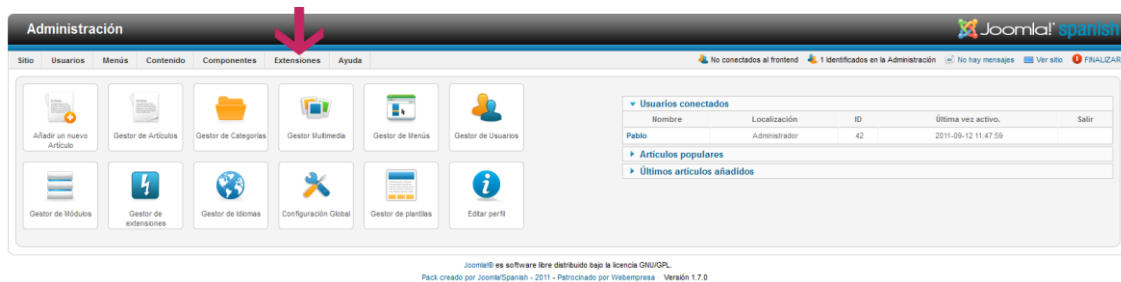 Administración
Joomla! spanish
Sitio Usuarios Menús Contenido Componentes Extensiones Ayuda
No conectados al frontend 1 Identificados en la Administración No hay mensajes Ver sitio FINALIZAR
Añadir un nuevo Artículo
Gestor de Artículos
Gestor de Categorías
Gestor Multimedia
Gestor de Menús
Gestor de Usuarios
Gestor de Módulos
Gestor de extensiones
Gestor de Idiomas
Configuración Global
Gestor de plantillas
Editar perfil
Usuarios conectados
Nombre Localización ID Última vez activo. Salir
Pablo Administrador 42 2011-09-12 11:47:59
Artículos populares
Últimos artículos añadidos
Joomla!® es software libre distribuido bajo la licencia GNU/GPL.
Pack creado por Joomla!Spanish - 2011 - Patrocinado por Webempresa Versión 1.7.0